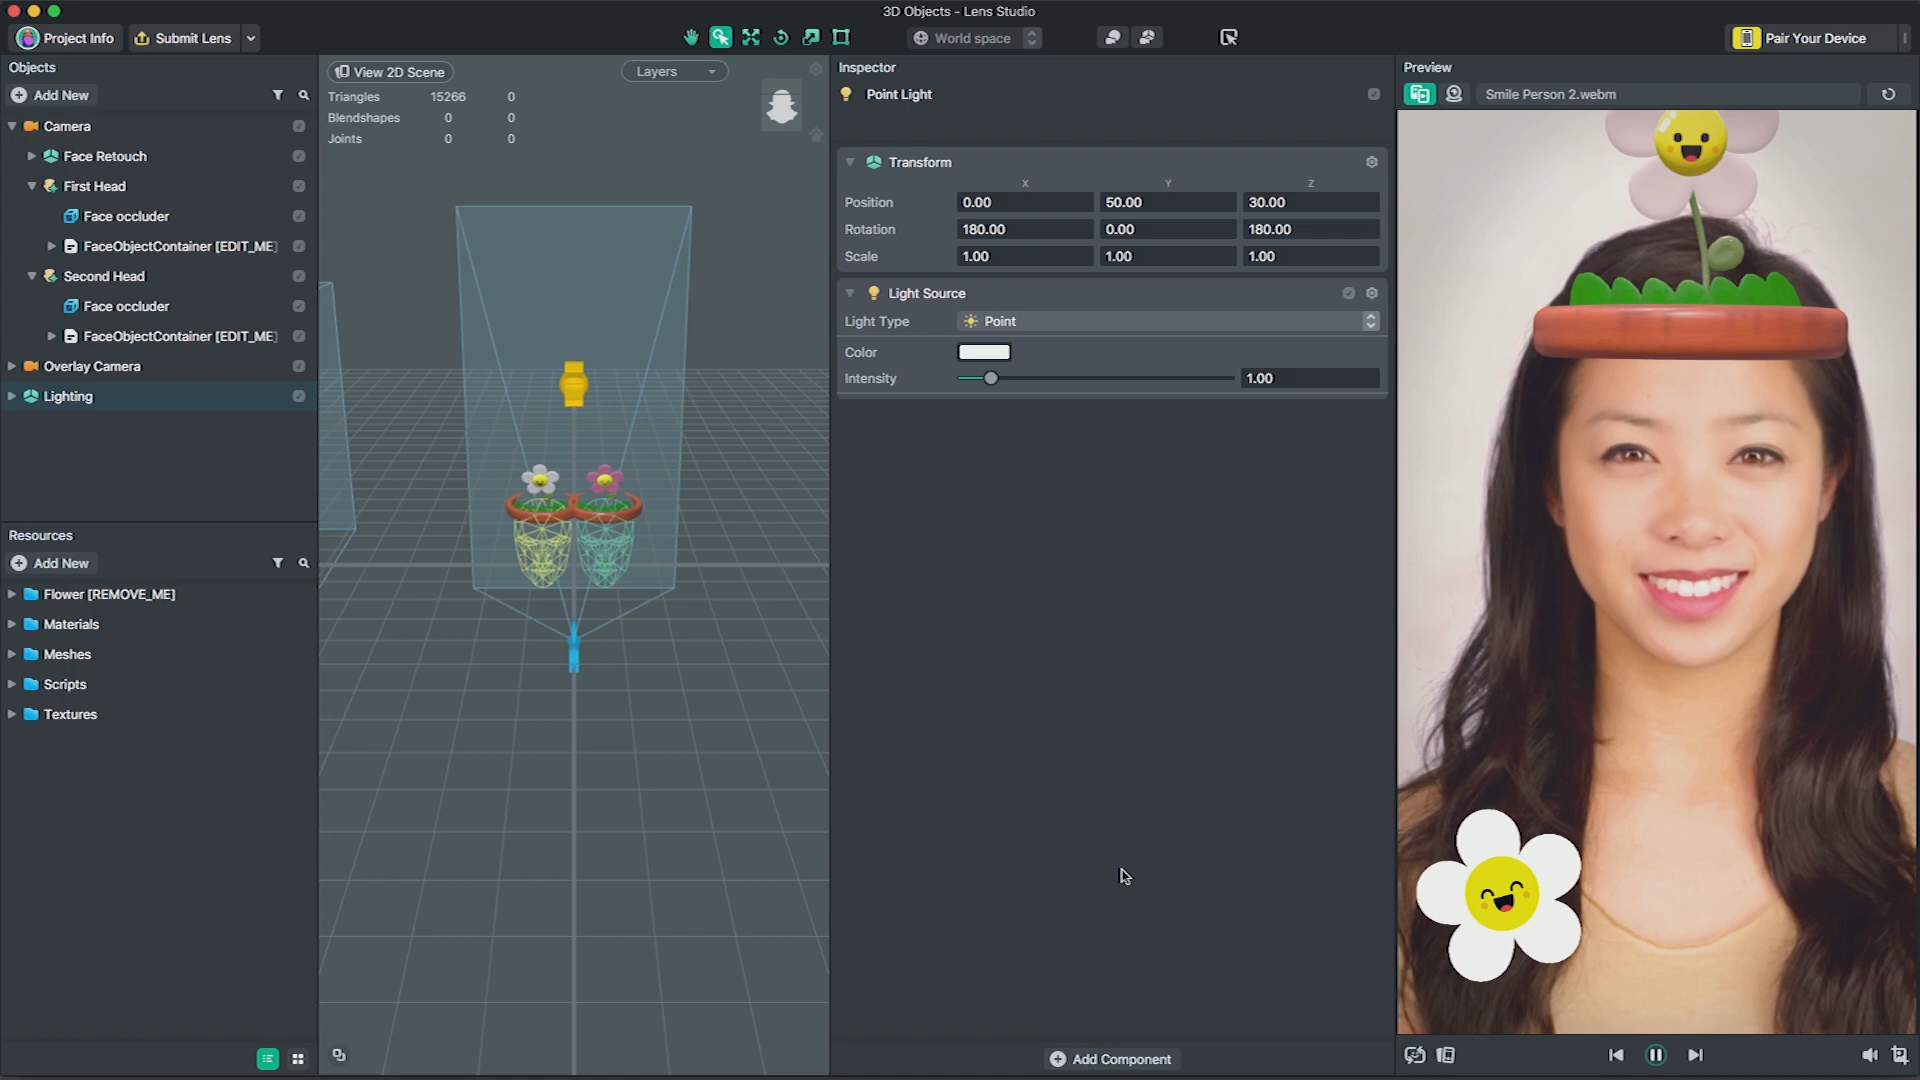 3D Objects - Lens Studio
Project Info
Submit Lens
World space
Pair Your Device
Objects
Add New
Camera
Face Retouch
First Head
Face occluder
FaceObjectContainer [EDIT_ME]
Second Head
Face occluder
FaceObjectContainer [EDIT_ME]
Overlay Camera
Lighting
Resources
Add New
Flower [REMOVE_ME]
Materials
Meshes
Scripts
Textures
View 2D Scene
Layers
Triangles 15266 0
Blendshapes 0 0
Joints 0 0
Inspector
Point Light
Transform
X Y Z
Position 0.00 50.00 30.00
Rotation 180.00 0.00 180.00
Scale 1.00 1.00 1.00
Light Source
Light Type Point
Color
Intensity 1.00
Add Component
Preview
Smile Person 2.webm